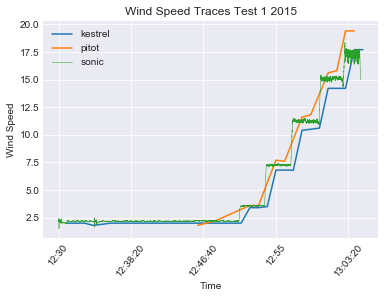 Wind Speed Traces Test 1 2015
kestrel
pitot
sonic
20.0
17.5
15.0
12.5
10.0
7.5
5.0
2.5
Wind Speed
12:30
12:38:20
12:46:40
12:55
13:03:20
Time